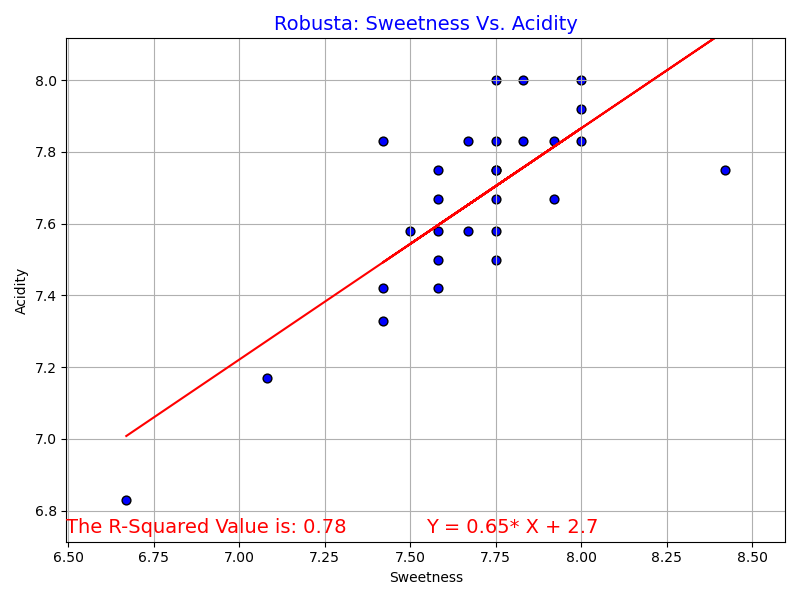 Robusta: Sweetness Vs. Acidity
8.0
7.8
7.6
7.4
7.2
7.0
6.8
Acidity
The R-Squared Value is: 0.78 Y = 0.65* X + 2.7
6.50 6.75 7.00 7.25 7.50 7.75 8.00 8.25 8.50
Sweetness